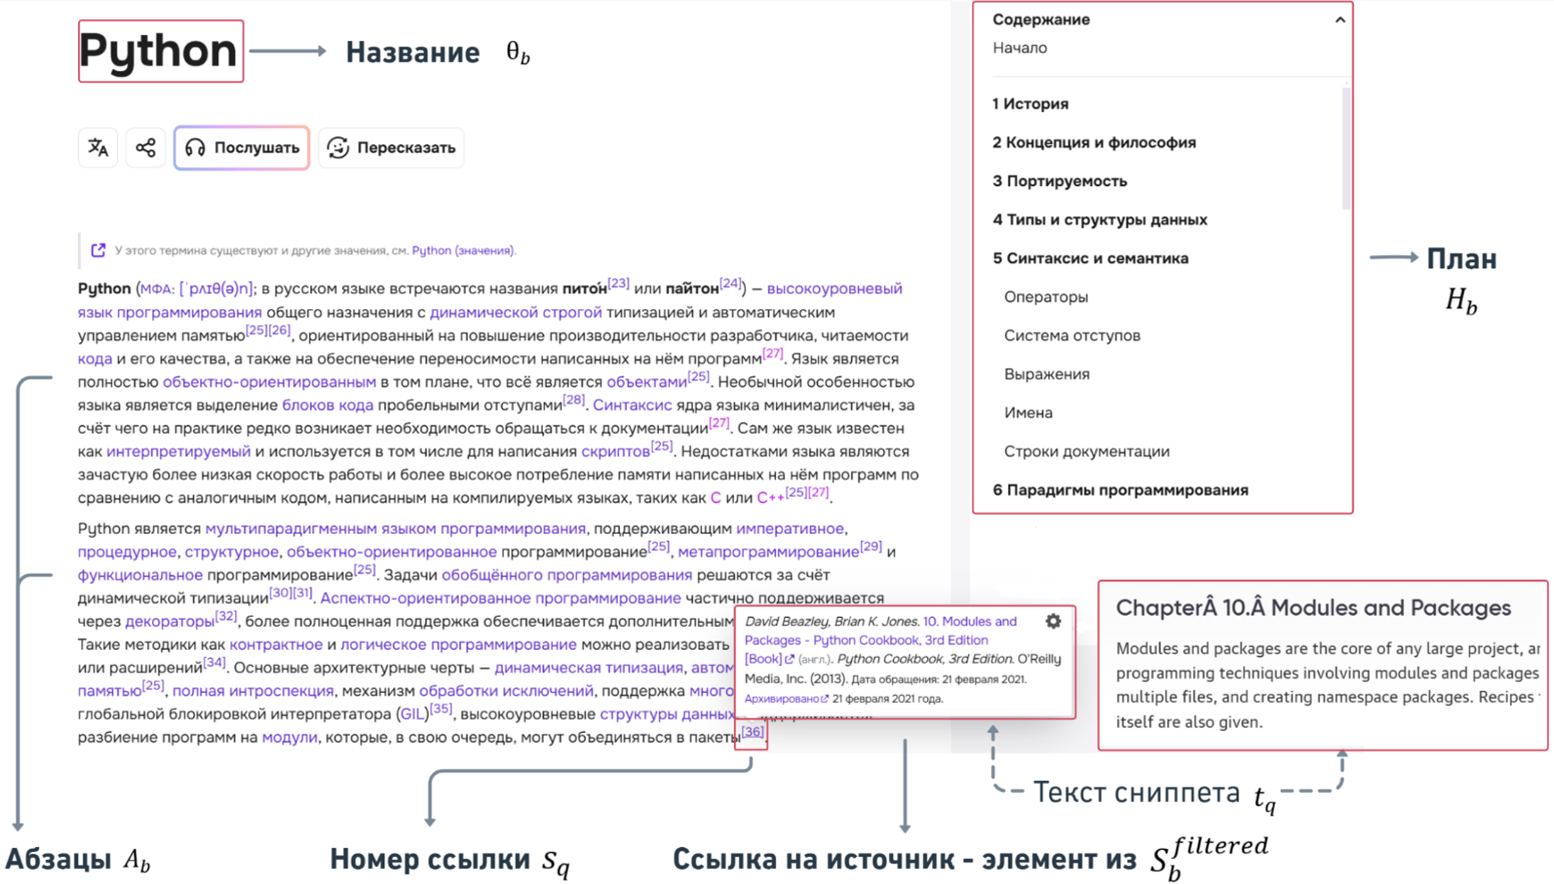 Python
Название θb
Послушать
Пересказать
У этого термина существуют и другие значения, см. Python (значения).
Python (МФА: [ˈpʌɪθ(ə)n]; в русском языке встречаются названия пито́н[23] или па́йтон[24]) — высокоуровневый
язык программирования общего назначения с динамической строгой типизацией и автоматическим
управлением памятью[25][26], ориентированный на повышение производительности разработчика, читаемости
кода и его качества, а также на обеспечение переносимости написанных на нём программ[27]. Язык является
полностью объектно-ориентированным в том плане, что всё является объектами[25]. Необычной особенностью
языка является выделение блоков кода пробельными отступами[28]. Синтаксис ядра языка минималистичен, за
счёт чего на практике редко возникает необходимость обращаться к документации[27]. Сам же язык известен
как интерпретируемый и используется в том числе для написания скриптов[25]. Недостатками языка являются
зачастую более низкая скорость работы и более высокое потребление памяти написанных на нём программ по
сравнению с аналогичным кодом, написанным на компилируемых языках, таких как C или C++[25][27].
Python является мультипарадигменным языком программирования, поддерживающим императивное,
процедурное, структурное, объектно-ориентированное программирование[25], метапрограммирование[29] и
функциональное программирование[25]. Задачи обобщённого программирования решаются за счёт
динамической типизации[30][31]. Аспектно-ориентированное программирование частично поддерживается
через декораторы[32], более полноценная поддержка обеспечивается дополнительным
Такие методики как контрактное и логическое программирование можно реализовать
или расширений[34]. Основные архитектурные черты — динамическая типизация, автом
памятью[25], полная интроспекция, механизм обработки исключений, поддержка много
глобальной блокировкой интерпретатора (GIL)[35], высокоуровневые структуры данных
разбиение программ на модули, которые, в свою очередь, могут объединяться в пакеты[36].
David Beazley, Brian K. Jones. 10. Modules and
Packages - Python Cookbook, 3rd Edition
[Book] (англ.). Python Cookbook, 3rd Edition. O'Reilly
Media, Inc. (2013). Дата обращения: 21 февраля 2021.
Архивировано 21 февраля 2021 года.
Содержание
Начало
1 История
2 Концепция и философия
3 Портируемость
4 Типы и структуры данных
5 Синтаксис и семантика
Операторы
Система отступов
Выражения
Имена
Строки документации
6 Парадигмы программирования
План
Hb
ChapterÂ 10.Â Modules and Packages
Modules and packages are the core of any large project, ar
programming techniques involving modules and packages
multiple files, and creating namespace packages. Recipes
itself are also given.
Текст сниппета tq
Абзацы Ab
Номер ссылки sq
Ссылка на источник - элемент из Sb filtered